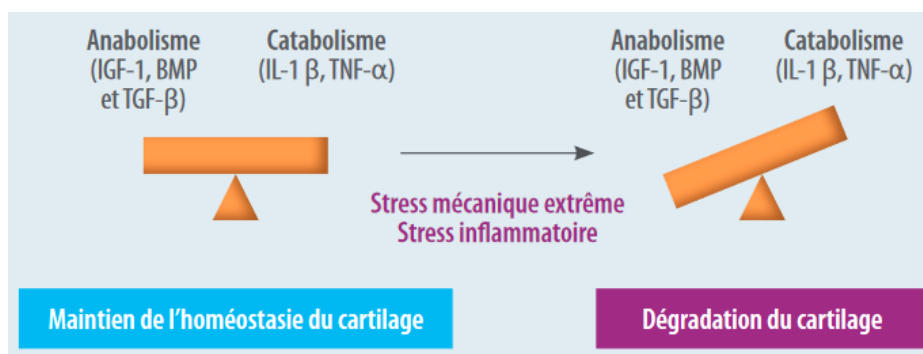 Anabolisme
(IGF-1, BMP
et TGF-β)
Catabolisme
(IL-1 β, TNF-α)
Stress mécanique extrême
Stress inflammatoire
Anabolisme
(IGF-1, BMP
et TGF-β)
Catabolisme
(IL-1 β, TNF-α)
Maintien de l’homéostasie du cartilage
Dégradation du cartilage